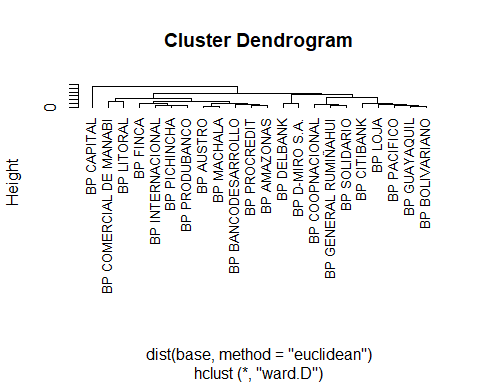 Cluster Dendrogram
Height
0
BP CAPITAL
BP COMERCIAL DE MANABI
BP LITORAL
BP FINCA
BP INTERNACIONAL
BP PICHINCHA
BP PRODUBANCO
BP AUSTRO
BP MACHALA
BP BANCODESARROLLO
BP PROCREDIT
BP AMAZONAS
BP DELBANK
BP D-MIRO S.A.
BP COOPNACIONAL
BP GENERAL RUMIÑAHUI
BP SOLIDARIO
BP CITIBANK
BP LOJA
BP PACIFICO
BP GUAYAQUIL
BP BOLIVARIANO
dist(base, method = "euclidean")
hclust (*, "ward.D")